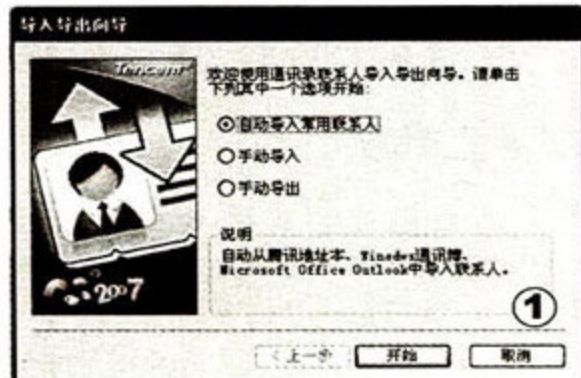 导入导出向导
Tencent
2007
欢迎使用通讯录联系人导入导出向导。请单击
下列其中一个选项开始:
自动导入常用联系人
手动导入
手动导出
说明
自动从腾讯地址本、Winodws通讯簿、
Microsoft Office Outlook中导入联系人。
①
<上一步 开始 取消